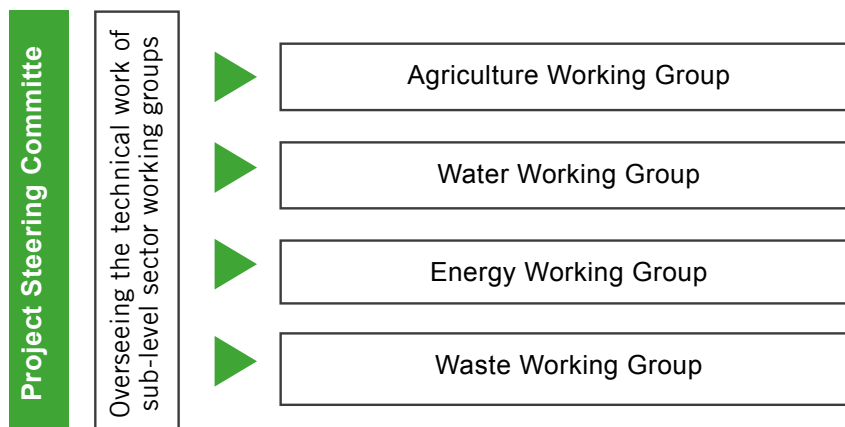 Project Steering Committe
Overseeing the technical work of
sub-level sector working groups
Agriculture Working Group
Water Working Group
Energy Working Group
Waste Working Group